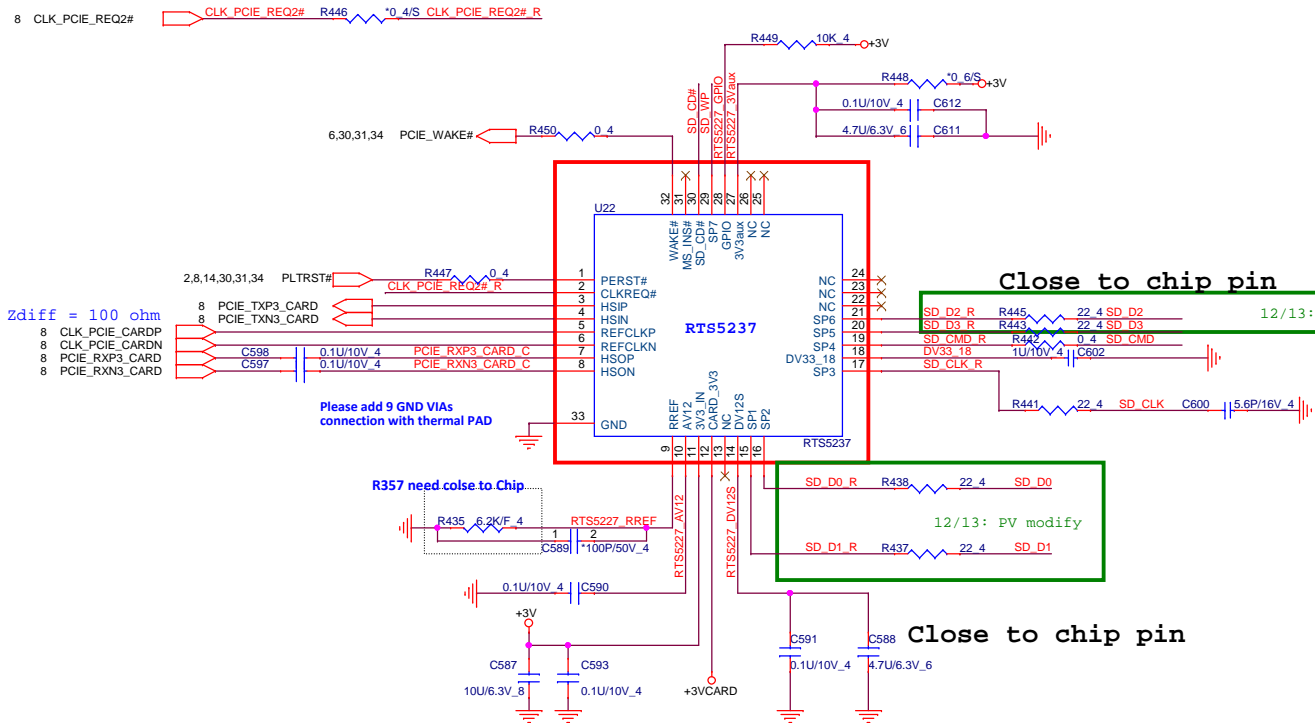 8 CLK_PCIE_REQ2# CLK_PCIE_REQ2# R446 *0_4/S CLK_PCIE_REQ2#_R
R449 10K_4 +3V
R448 *0_6/S +3V
0.1U/10V_4 C612
4.7U/6.3V_6 C611
6,30,31,34 PCIE_WAKE# R450 0_4
SD_CD#
SD_WP
RTS5227_GPIO
RTS5227_3Vaux
32 31 30 29 28 27 26 25
U22
WAKE#
MS_INS#
SD_CD#
SP7
GPIO
3V3aux
NC
NC
2,8,14,30,31,34 PLTRST# R447 0_4 1 PERST#
CLK_PCIE_REQ2#_R 2 CLKREQ#
8 PCIE_TXP3_CARD 3 HSIP
8 PCIE_TXN3_CARD 4 HSIN
Zdiff = 100 ohm
8 CLK_PCIE_CARDP 5 REFCLKP
8 CLK_PCIE_CARDN 6 REFCLKN
8 PCIE_RXP3_CARD C598 0.1U/10V_4 PCIE_RXP3_CARD_C 7 HSOP
8 PCIE_RXN3_CARD C597 0.1U/10V_4 PCIE_RXN3_CARD_C 8 HSON
33 GND
RTS5237
Close to chip pin
12/13:
NC 24
NC 23
NC 22
SP6 21 SD_D2_R R445 22_4 SD_D2
SP5 20 SD_D3_R R443 22_4 SD_D3
SP4 19 SD_CMD_R R442 0_4 SD_CMD
DV33_18 18 DV33_18 1U/10V_4 C602
SP3 17 SD_CLK_R
R441 22_4 SD_CLK C600 5.6P/16V_4
Please add 9 GND VIAs
connection with thermal PAD
RREF
AV12
3V3_IN
CARD_3V3
NC
DV12S
SP1
SP2
RTS5237
9 10 11 12 13 14 15 16
R357 need colse to Chip
R435 6.2K/F_4 RTS5227_RREF
1 2
C589 *100P/50V_4
RTS5227_AV12
RTS5227_DV12S
SD_D0_R R438 22_4 SD_D0
12/13: PV modify
SD_D1_R R437 22_4 SD_D1
0.1U/10V_4 C590
+3V
C587
10U/6.3V_8
C593
0.1U/10V_4
+3VCARD
C591
0.1U/10V_4
C588
4.7U/6.3V_6
Close to chip pin